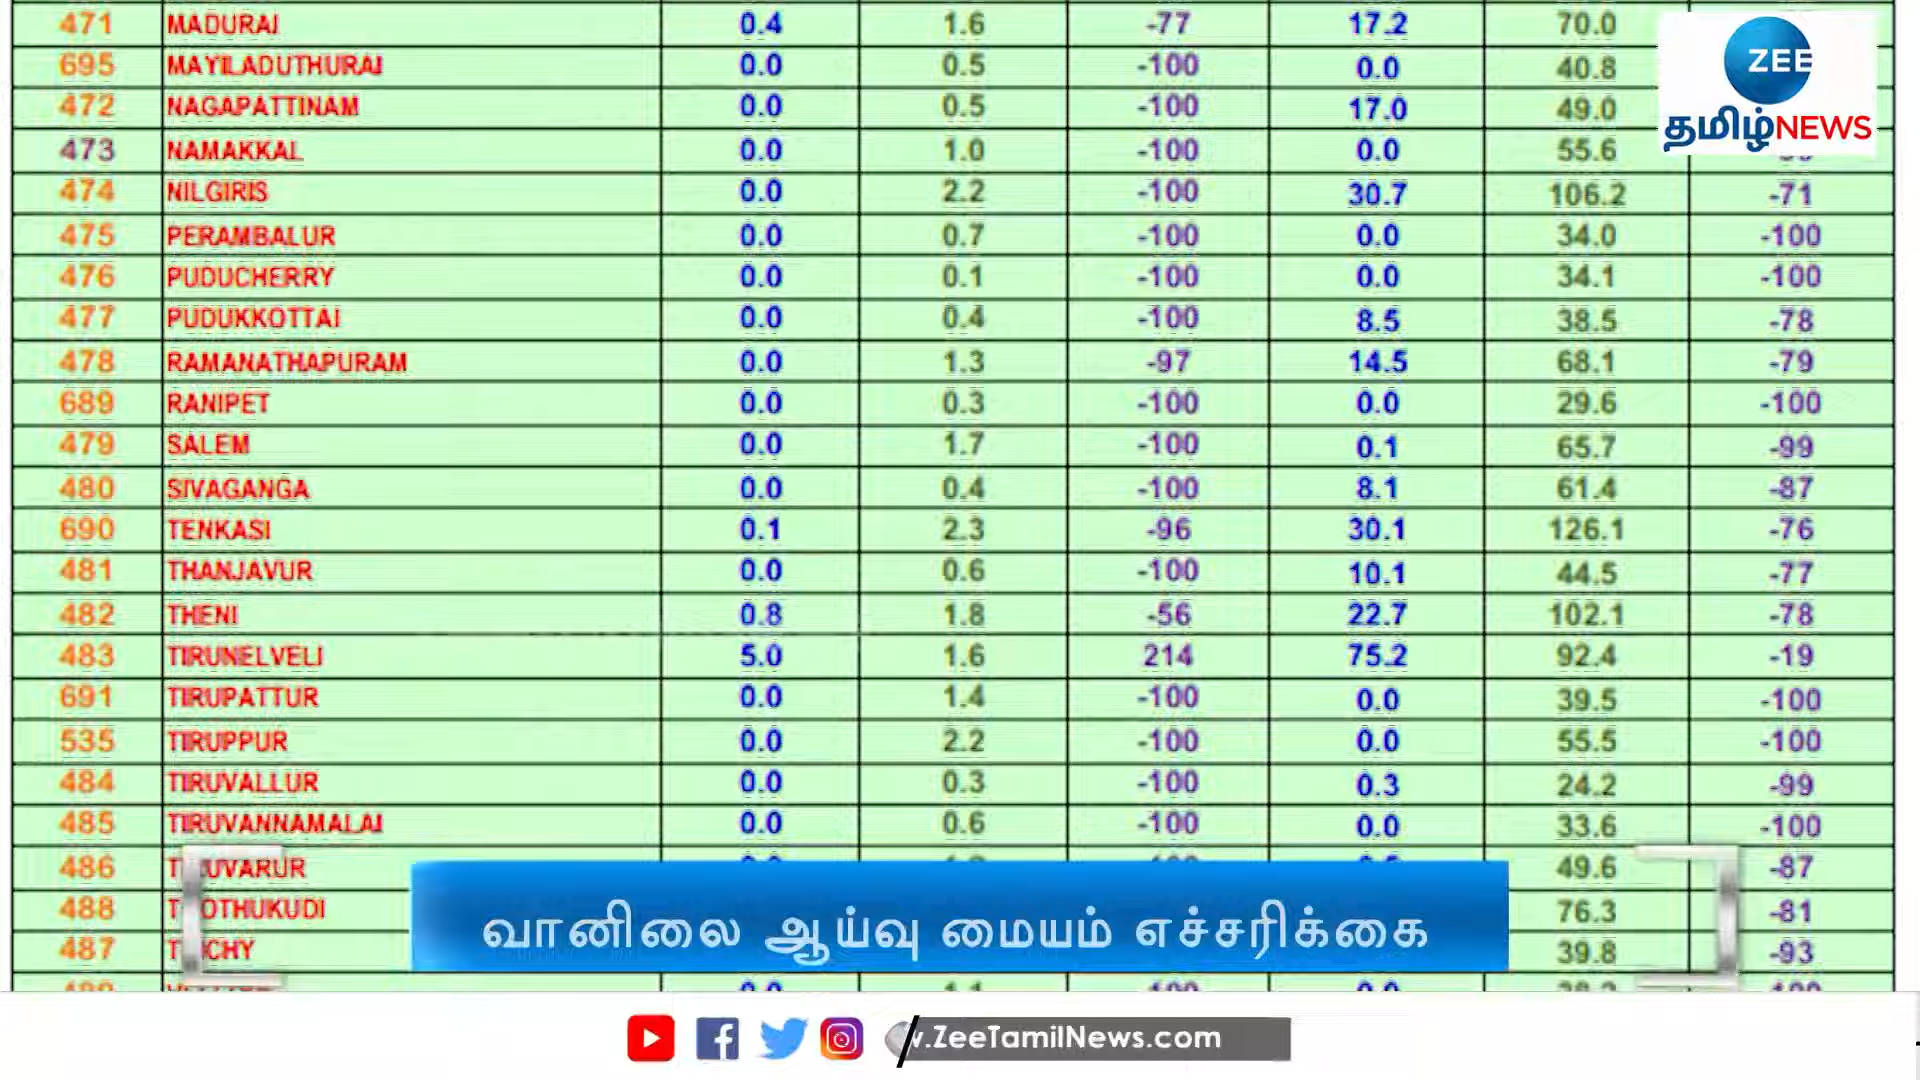 471 MADURAI 0.4 1.6 -77 17.2 70.0
695 MAYILADUTHURAI 0.0 0.5 -100 0.0 40.8
472 NAGAPATTINAM 0.0 0.5 -100 17.0 49.0
473 NAMAKKAL 0.0 1.0 -100 0.0 55.6
474 NILGIRIS 0.0 2.2 -100 30.7 106.2 -71
475 PERAMBALUR 0.0 0.7 -100 0.0 34.0 -100
476 PUDUCHERRY 0.0 0.1 -100 0.0 34.1 -100
477 PUDUKKOTTAI 0.0 0.4 -100 8.5 38.5 -78
478 RAMANATHAPURAM 0.0 1.3 -97 14.5 68.1 -79
689 RANIPET 0.0 0.3 -100 0.0 29.6 -100
479 SALEM 0.0 1.7 -100 0.1 65.7 -99
480 SIVAGANGA 0.0 0.4 -100 8.1 61.4 -87
690 TENKASI 0.1 2.3 -96 30.1 126.1 -76
481 THANJAVUR 0.0 0.6 -100 10.1 44.5 -77
482 THENI 0.8 1.8 -56 22.7 102.1 -78
483 TIRUNELVELI 5.0 1.6 214 75.2 92.4 -19
691 TIRUPATTUR 0.0 1.4 -100 0.0 39.5 -100
535 TIRUPPUR 0.0 2.2 -100 0.0 55.5 -100
484 TIRUVALLUR 0.0 0.3 -100 0.3 24.2 -99
485 TIRUVANNAMALAI 0.0 0.6 -100 0.0 33.6 -100
486 49.6 -87
488 76.3 -81
487 39.8 -93
ZEE
தமிழ்NEWS
வானிலை ஆய்வு மையம் எச்சரிக்கை
.ZeeTamilNews.com